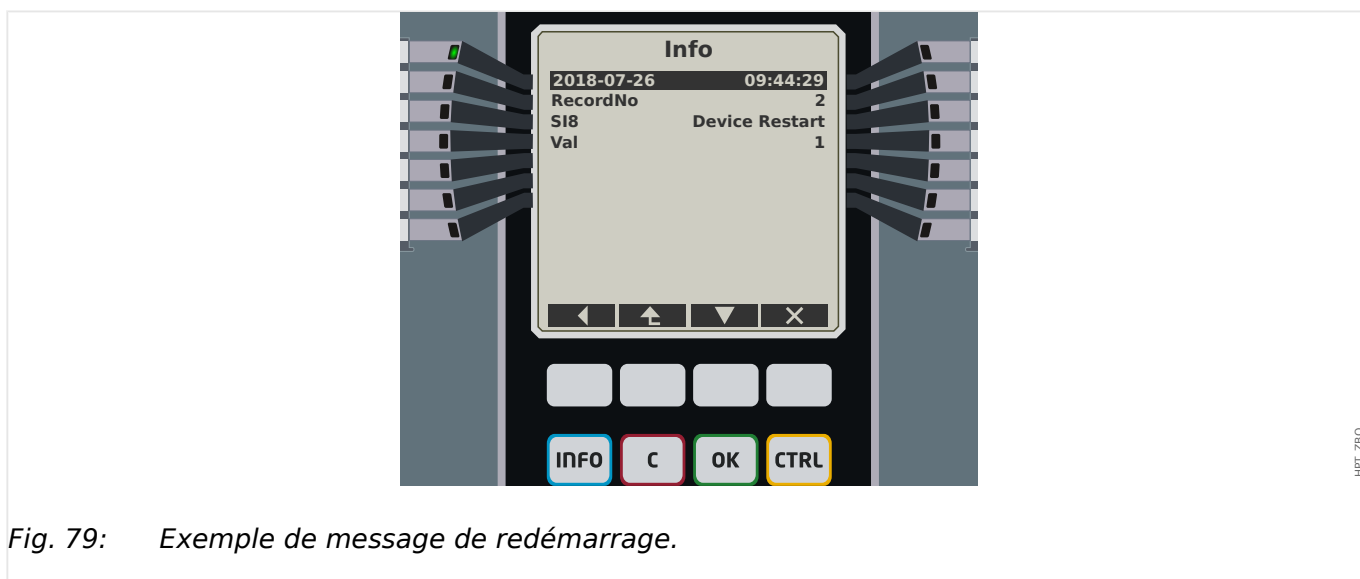 Info
2018-07-26 09:44:29
RecordNo 2
SI8 Device Restart
Val 1
INFO C OK CTRL
HPT_ZBO
Fig. 79: Exemple de message de redémarrage.